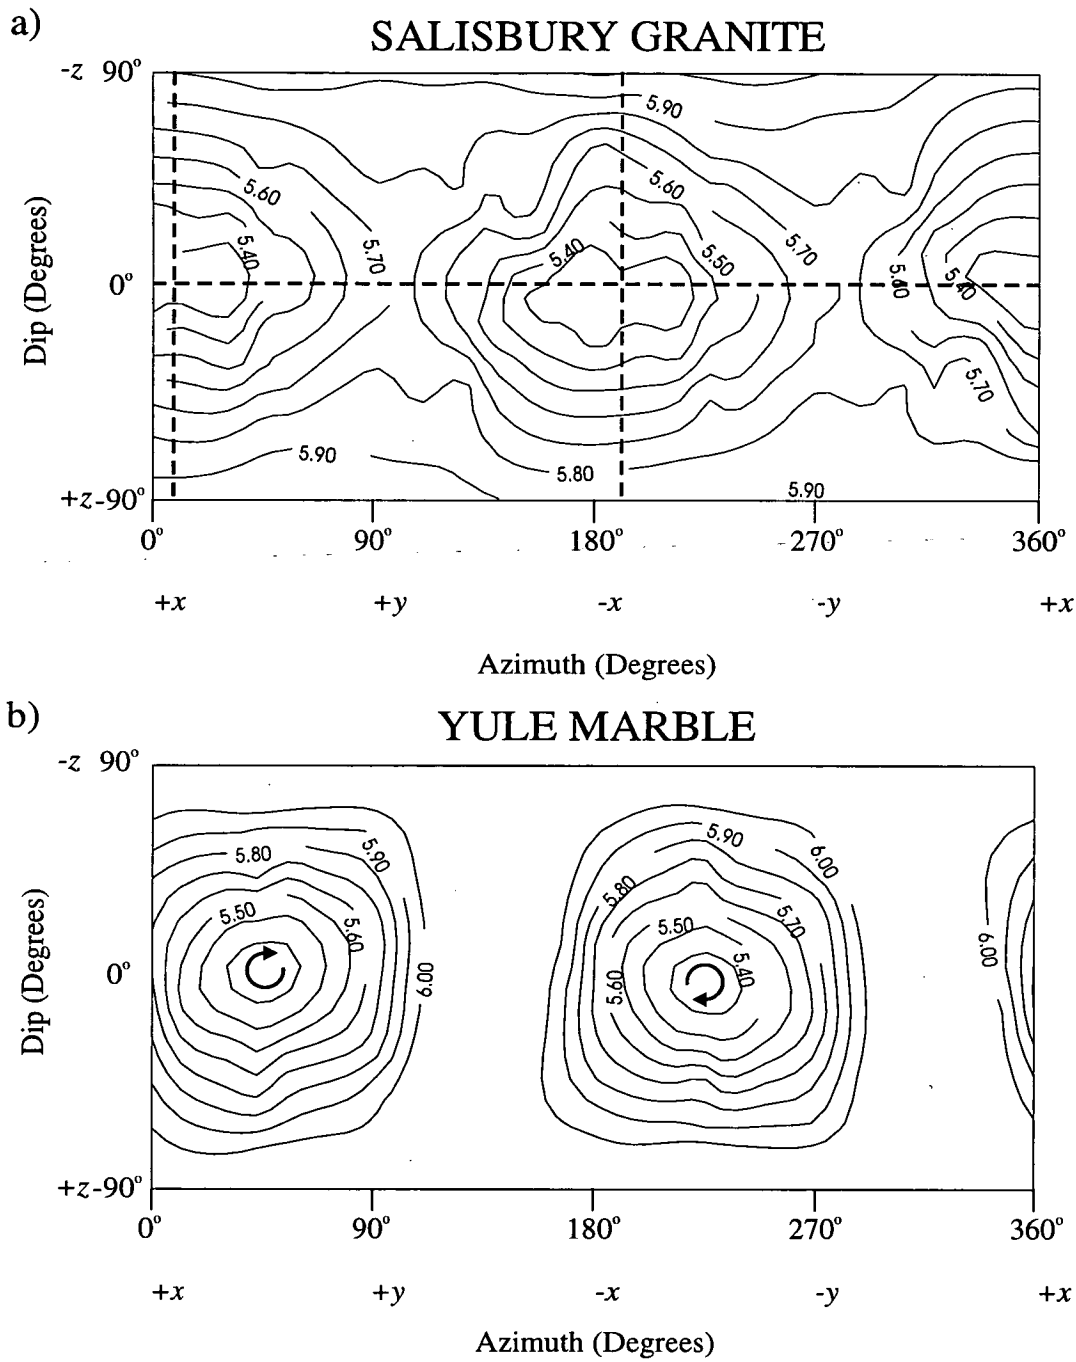 a)
SALISBURY GRANITE
-z 90°
5.90
5.60
5.60
5.40
5.70
5.40
5.50
5.70
5.60
5.40
Dip (Degrees)
0°
5.70
5.90
5.80
5.90
+z-90°
0° 90° 180° 270° 360°
+x +y -x -y +x
Azimuth (Degrees)
b)
YULE MARBLE
-z 90°
5.80
5.90
5.90
6.00
5.80
5.50
5.60
5.50
5.70
6.00
5.60
5.40
6.00
Dip (Degrees)
0°
+z-90°
0° 90° 180° 270° 360°
+x +y -x -y +x
Azimuth (Degrees)